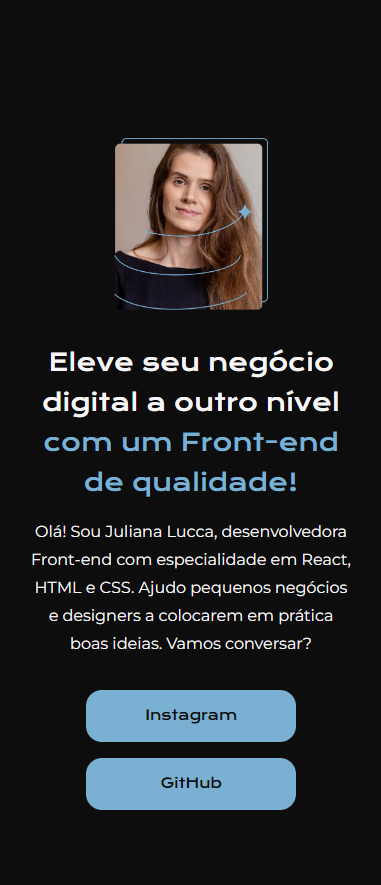 Eleve seu negócio
digital a outro nível
com um Front-end
de qualidade!
Olá! Sou Juliana Lucca, desenvolvedora
Front-end com especialidade em React,
HTML e CSS. Ajudo pequenos negócios
e designers a colocarem em prática
boas ideias. Vamos conversar?
Instagram
GitHub